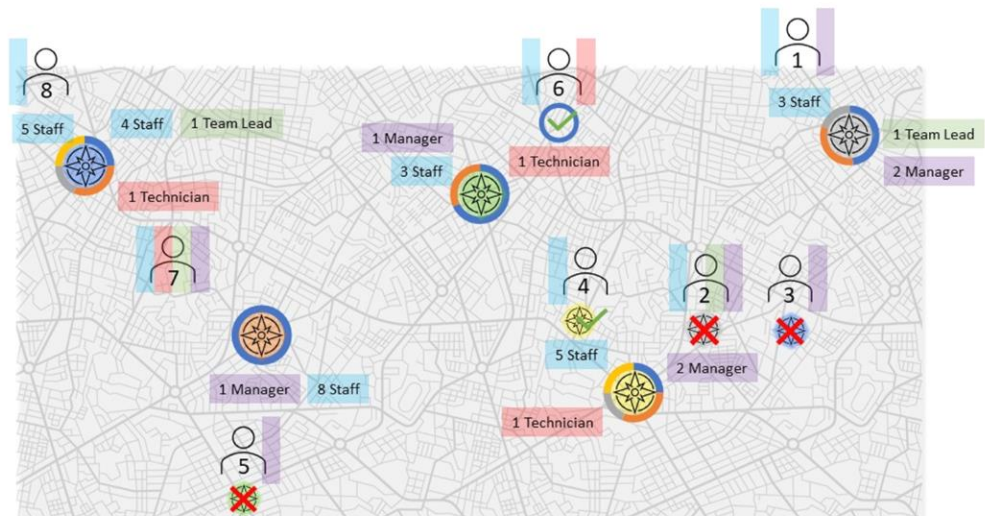 1
8
6
3 Staff
5 Staff
4 Staff
1 Team Lead
1 Manager
1 Team Lead
1 Technician
3 Staff
2 Manager
1 Technician
7
4
2
3
5 Staff
2 Manager
1 Manager
8 Staff
1 Technician
5